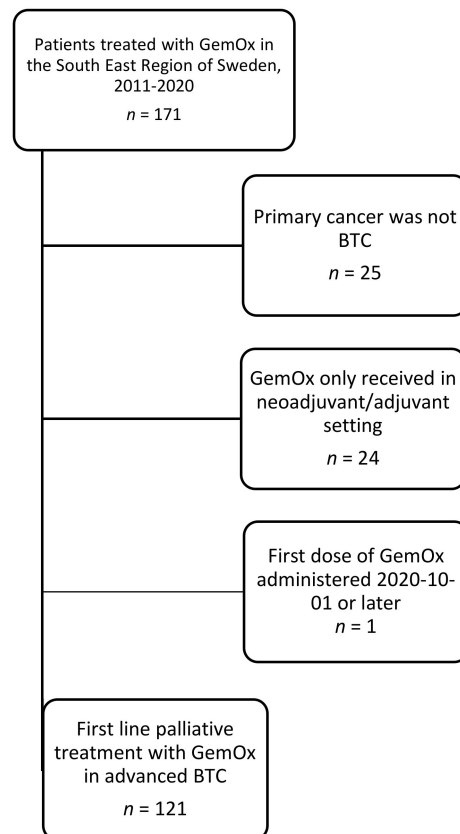 Patients treated with GemOx in
the South East Region of Sweden,
2011-2020
n = 171
Primary cancer was not
BTC
n = 25
GemOx only received in
neoadjuvant/adjuvant
setting
n = 24
First dose of GemOx
administered 2020-10-
01 or later
n = 1
First line palliative
treatment with GemOx
in advanced BTC
n = 121